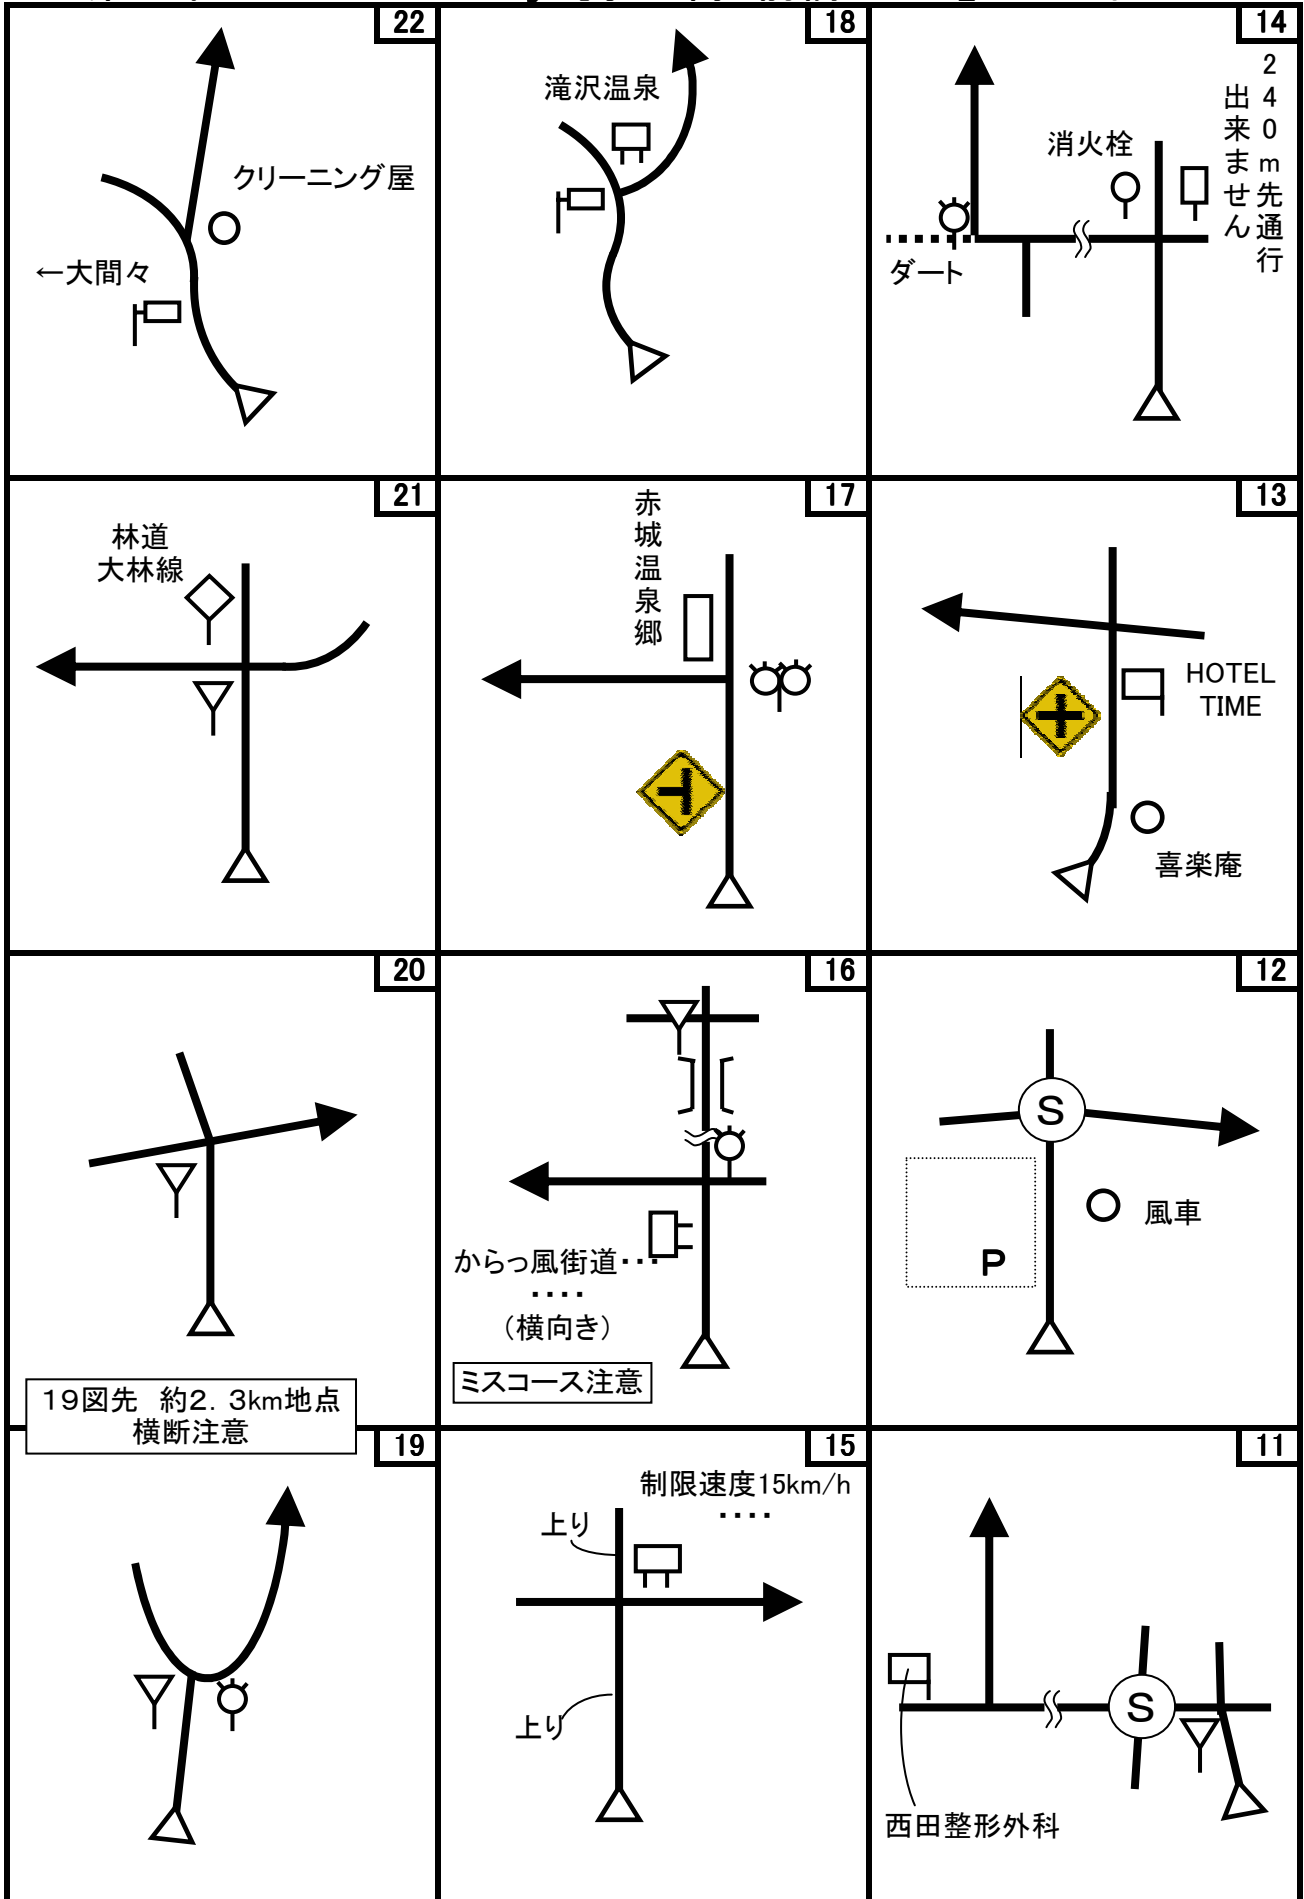 22
クリーニング屋
←大間々
18
滝沢温泉
14
240m先通行
出来ません
消火栓
ダート
21
林道
大林線
17
赤城温泉郷
13
HOTEL
TIME
喜楽庵
20
19図先 約2.3km地点
横断注意
16
からっ風街道・・・
・・・・
(横向き)
ミスコース注意
12
S
風車
P
19
15
制限速度15km/h
・・・・
上り
上り
11
S
西田整形外科